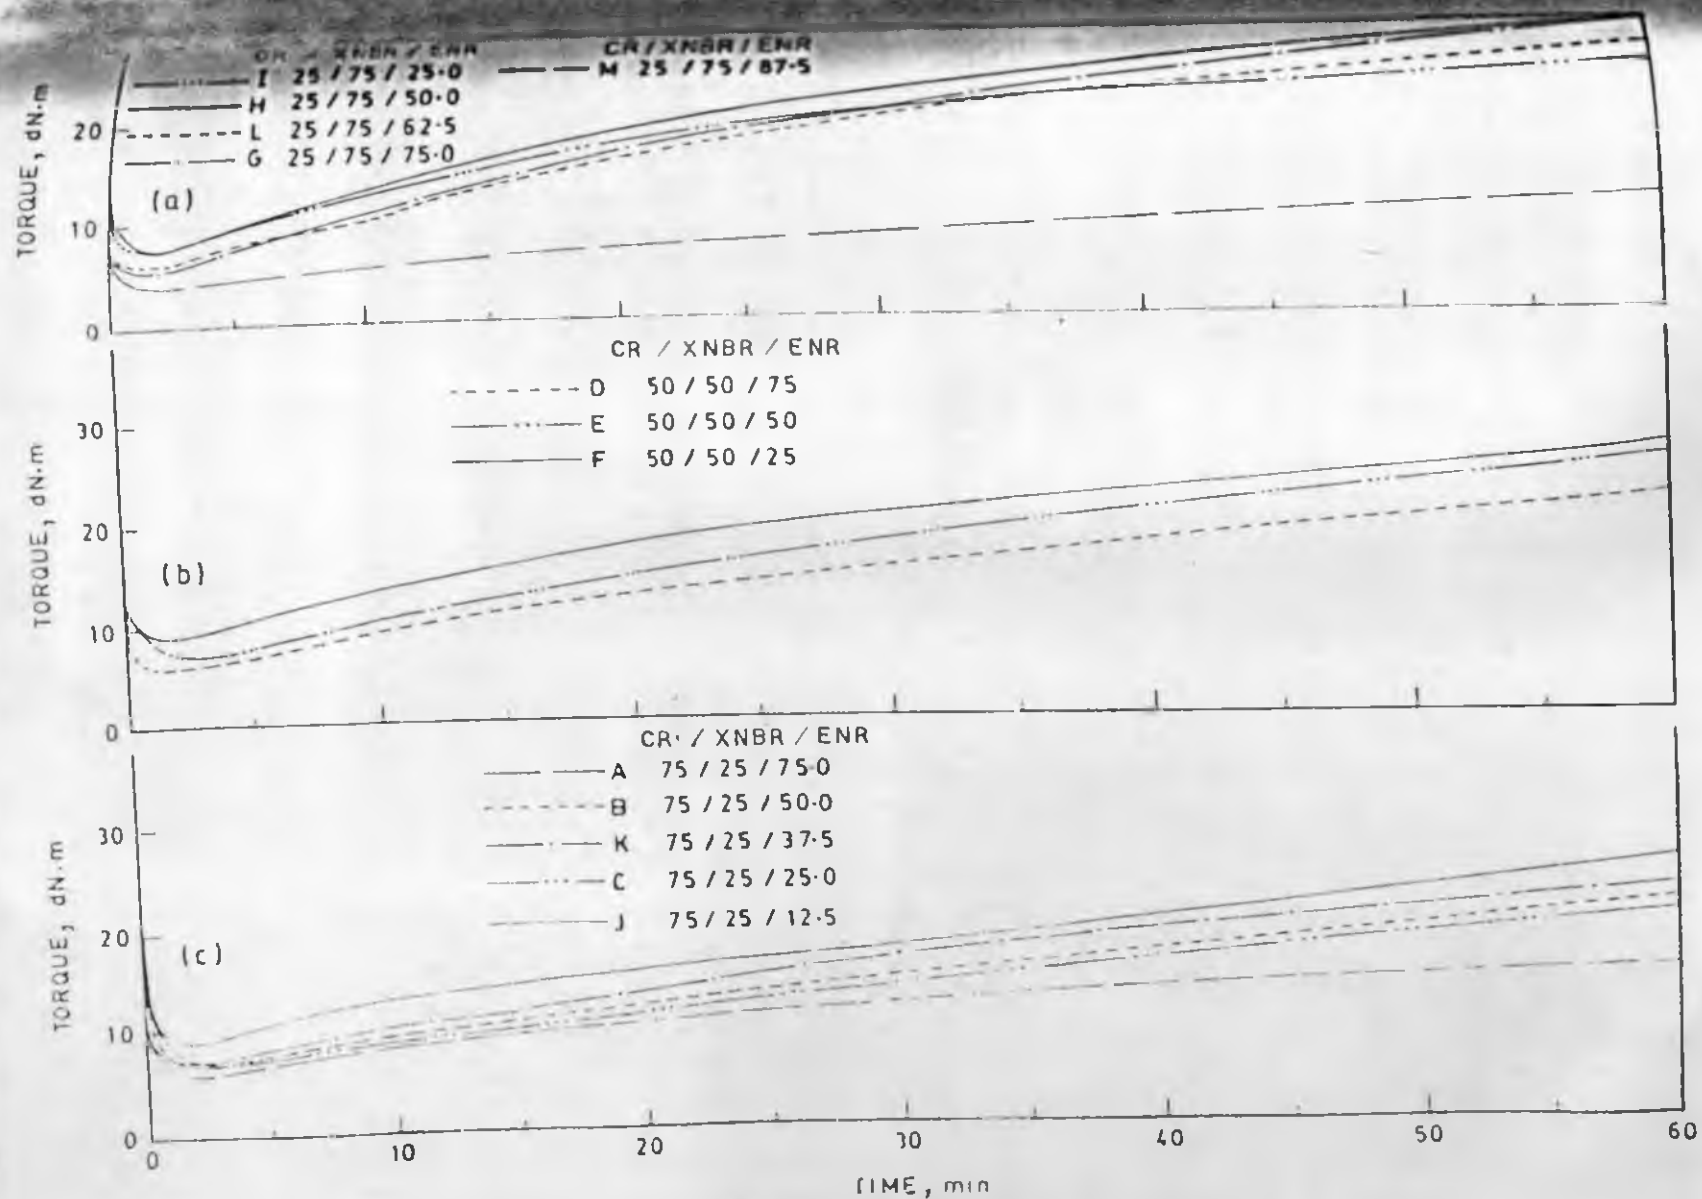 CR / XNBR / ENR
I 25 / 75 / 25·0
H 25 / 75 / 50·0
L 25 / 75 / 62·5
G 25 / 75 / 75·0
CR / XNBR / ENR
M 25 / 75 / 87·5
TORQUE, dN·m
20
10
0
(a)
CR / XNBR / ENR
D 50 / 50 / 75
E 50 / 50 / 50
F 50 / 50 / 25
TORQUE, dN·m
30
20
10
0
(b)
CR / XNBR / ENR
A 75 / 25 / 75·0
B 75 / 25 / 50·0
K 75 / 25 / 37·5
C 75 / 25 / 25·0
J 75 / 25 / 12·5
TORQUE, dN·m
30
20
10
0
(c)
0 10 20 30 40 50 60
TIME, min